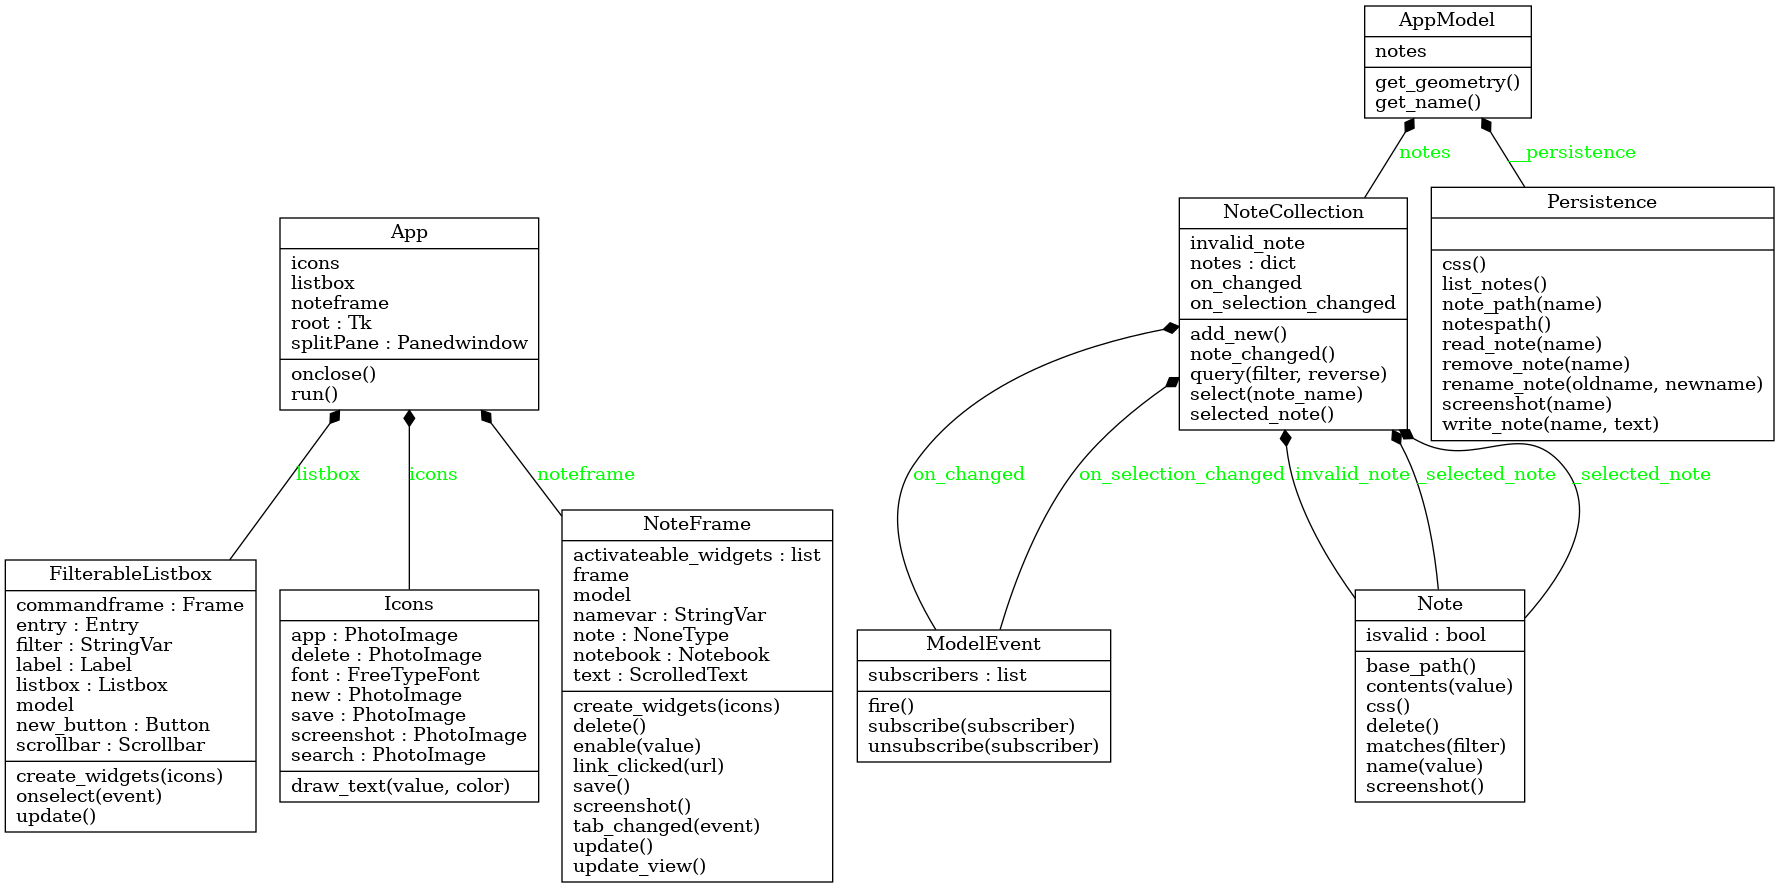 AppModel
notes
get_geometry()
get_name()
notes
__persistence
NoteCollection
invalid_note
notes : dict
on_changed
on_selection_changed
add_new()
note_changed()
query(filter, reverse)
select(note_name)
selected_note()
Persistence
css()
list_notes()
note_path(name)
notespath()
read_note(name)
remove_note(name)
rename_note(oldname, newname)
screenshot(name)
write_note(name, text)
App
icons
listbox
noteframe
root : Tk
splitPane : Panedwindow
onclose()
run()
listbox
icons
noteframe
on_changed
on_selection_changed
invalid_note
_selected_note
_selected_note
FilterableListbox
commandframe : Frame
entry : Entry
filter : StringVar
label : Label
listbox : Listbox
model
new_button : Button
scrollbar : Scrollbar
create_widgets(icons)
onselect(event)
update()
Icons
app : PhotoImage
delete : PhotoImage
font : FreeTypeFont
new : PhotoImage
save : PhotoImage
screenshot : PhotoImage
search : PhotoImage
draw_text(value, color)
NoteFrame
activateable_widgets : list
frame
model
namevar : StringVar
note : NoneType
notebook : Notebook
text : ScrolledText
create_widgets(icons)
delete()
enable(value)
link_clicked(url)
save()
screenshot()
tab_changed(event)
update()
update_view()
ModelEvent
subscribers : list
fire()
subscribe(subscriber)
unsubscribe(subscriber)
Note
isvalid : bool
base_path()
contents(value)
css()
delete()
matches(filter)
name(value)
screenshot()